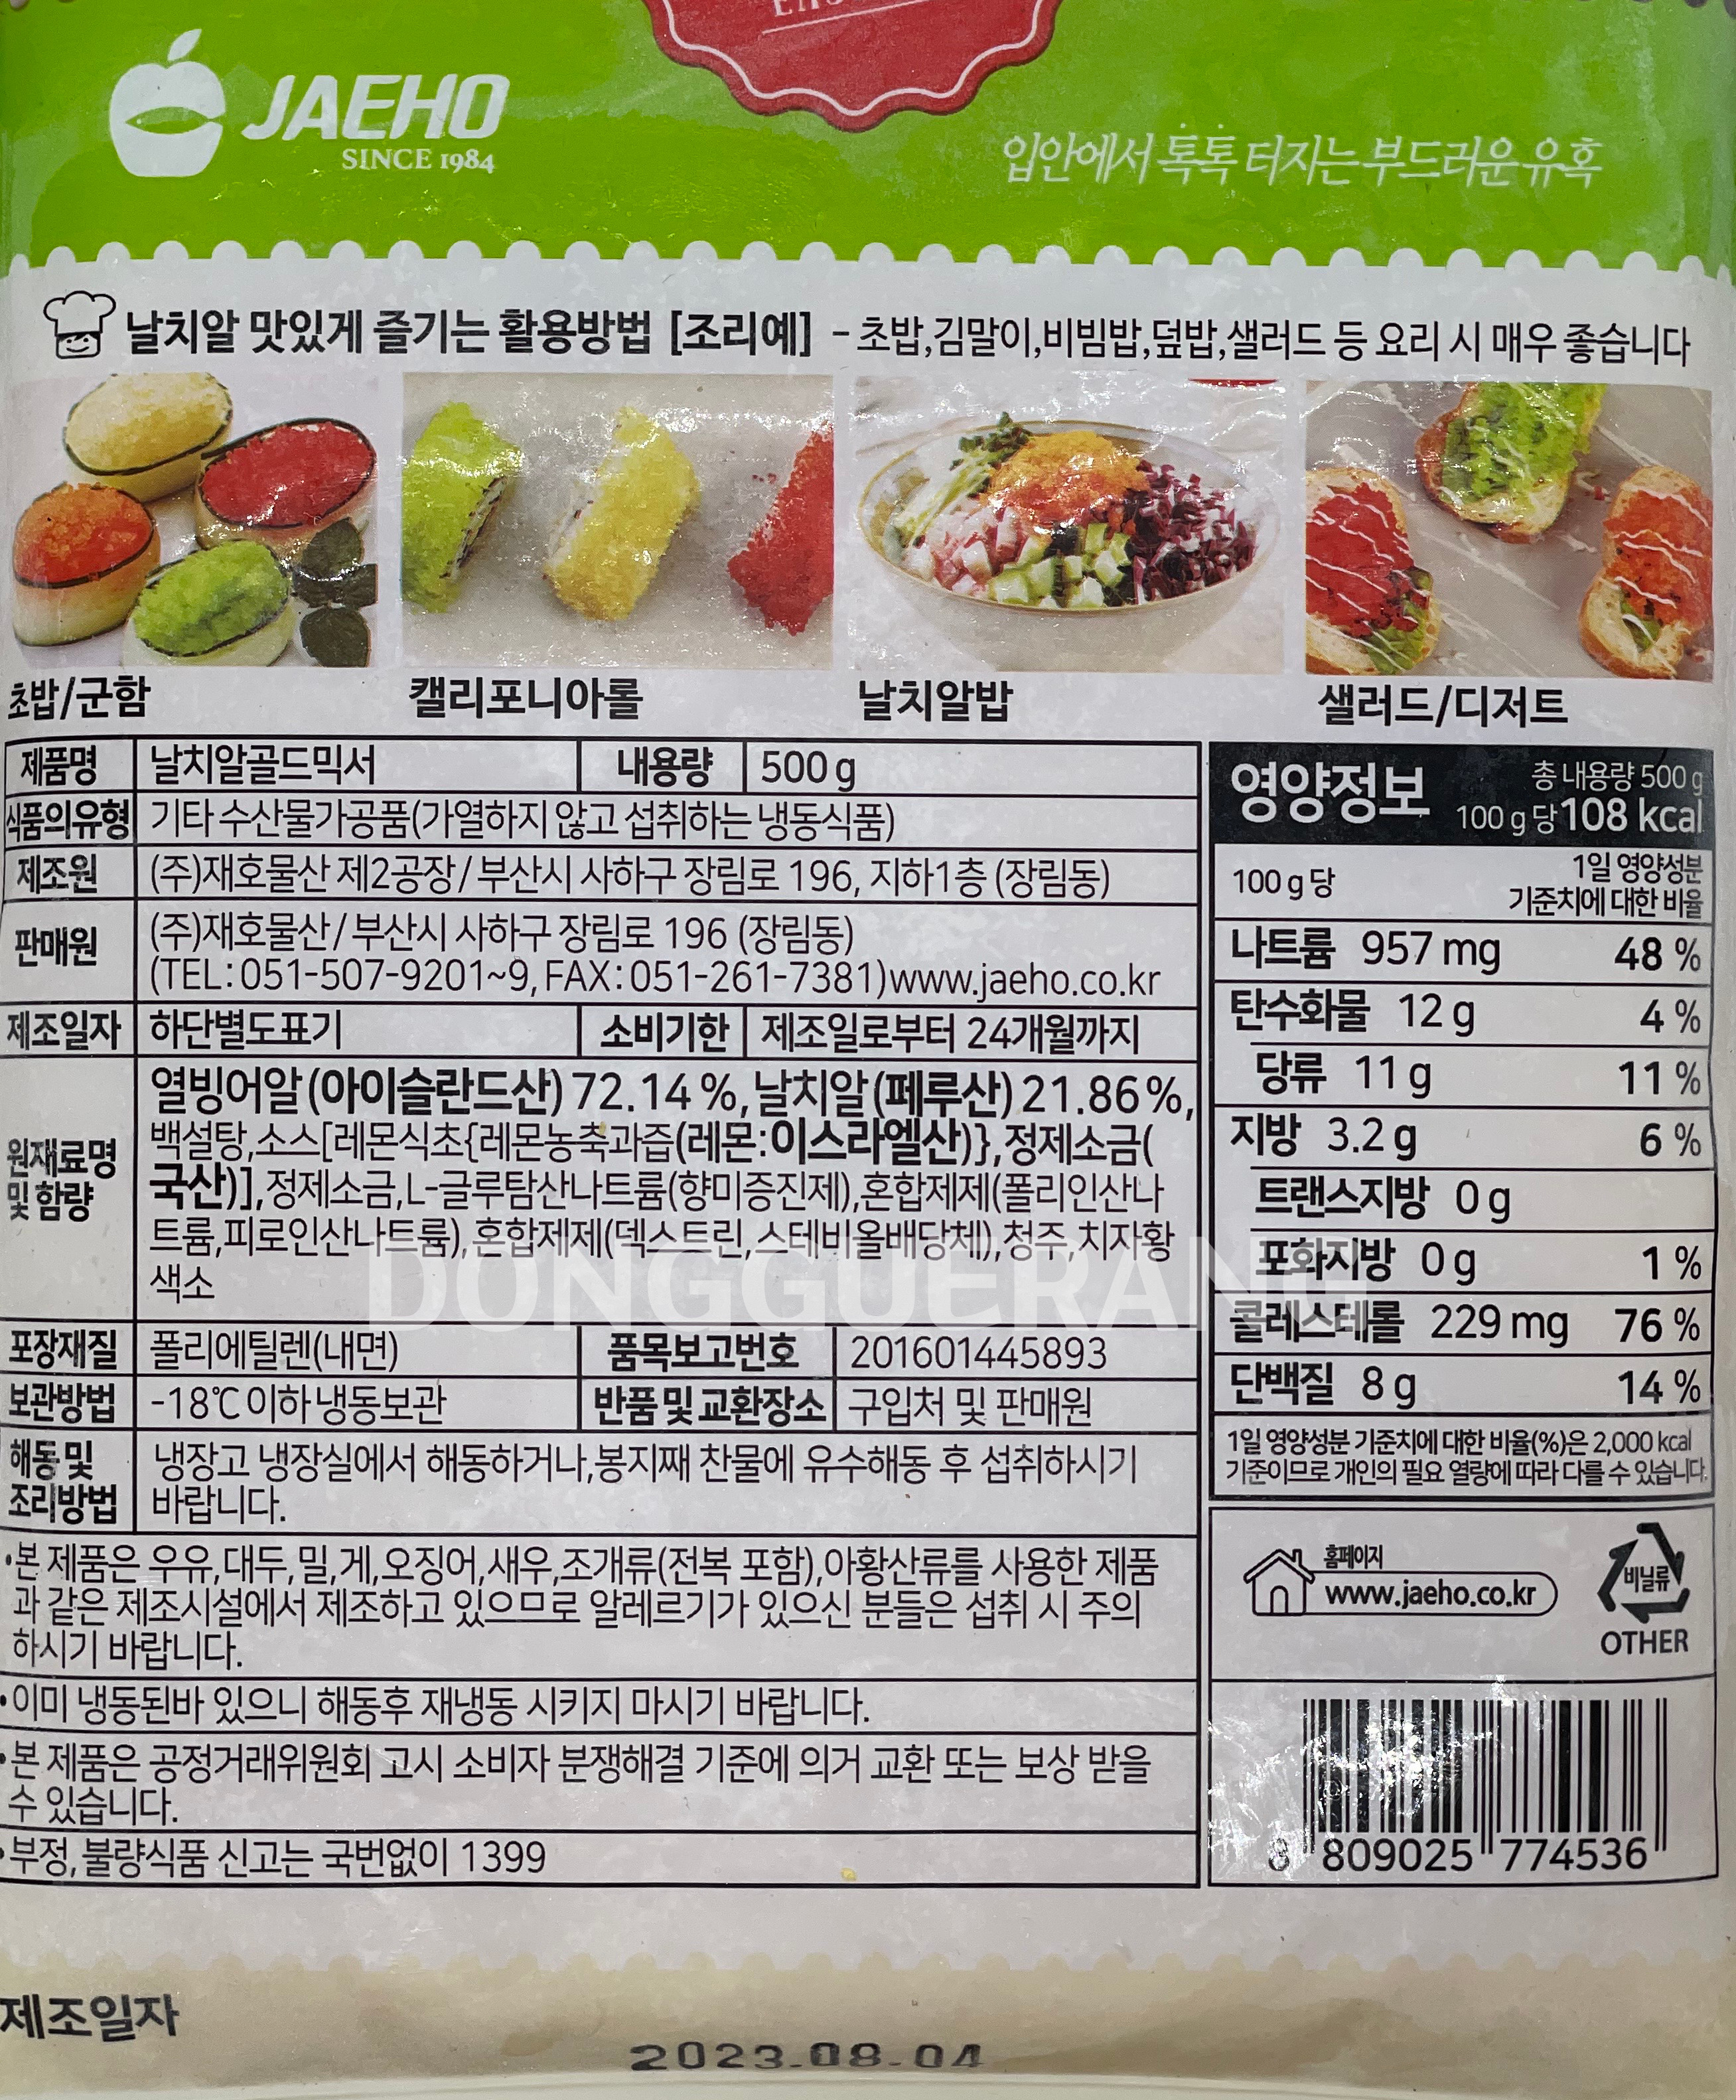 JAEHO
SINCE 1984
입안에서 톡톡 터지는 부드러운 유혹
날치알 맛있게 즐기는 활용방법 [조리예] - 초밥,김말이,비빔밥,덮밥,샐러드 등 요리 시 매우 좋습니다
초밥/군함
캘리포니아롤
날치알밥
샐러드/디저트
제품명 날치알골드믹서 내용량 500g
식품의유형 기타 수산물가공품(가열하지 않고 섭취하는 냉동식품)
제조원 (주)재호물산 제2공장/ 부산시 사하구 장림로 196, 지하1층 (장림동)
판매원 (주)재호물산/ 부산시 사하구 장림로 196 (장림동)
(TEL:051-507-9201~9, FAX:051-261-7381)www.jaeho.co.kr
제조일자 하단별도표기 소비기한 제조일로부터 24개월까지
원재료명 및 함량
열빙어알(아이슬란드산)72.14%,날치알(페루산)21.86%,
백설탕,소스[레몬식초{레몬농축과즙(레몬:이스라엘산)},정제소금(
국산)],정제소금,L-글루탐산나트륨(향미증진제),혼합제제(폴리인산나
트륨,피로인산나트륨),혼합제제(덱스트린,스테비올배당체),청주,치자황
색소
포장재질 폴리에틸렌(내면) 품목보고번호 201601445893
보관방법 -18℃이하 냉동보관 반품 및 교환장소 구입처 및 판매원
해동 및 조리방법
냉장고 냉장실에서 해동하거나,봉지째 찬물에 유수해동 후 섭취하시기
바랍니다.
•본 제품은 우유,대두,밀,게,오징어,새우,조개류(전복 포함),아황산류를 사용한 제품
과 같은 제조시설에서 제조하고 있으므로 알레르기가 있으신 분들은 섭취 시 주의
하시기 바랍니다.
•이미 냉동된바 있으니 해동후 재냉동 시키지 마시기 바랍니다.
•본 제품은 공정거래위원회 고시 소비자 분쟁해결 기준에 의거 교환 또는 보상 받을
수 있습니다.
•부정, 불량식품 신고는 국번없이 1399
영양정보
총 내용량 500 g
100 g 당 108 kcal
100 g 당 1일 영양성분
기준치에 대한 비율
나트륨 957 mg 48 %
탄수화물 12 g 4 %
당류 11 g 11 %
지방 3.2 g 6 %
트랜스지방 0 g
포화지방 0 g 1 %
콜레스테롤 229 mg 76 %
단백질 8 g 14 %
1일 영양성분 기준치에 대한 비율(%)은 2,000 kcal
기준이므로 개인의 필요 열량에 따라 다를 수 있습니다.
홈페이지
www.jaeho.co.kr
비닐류
OTHER
8 809025 774536
DONGGUERANG
제조일자
2023.08.04